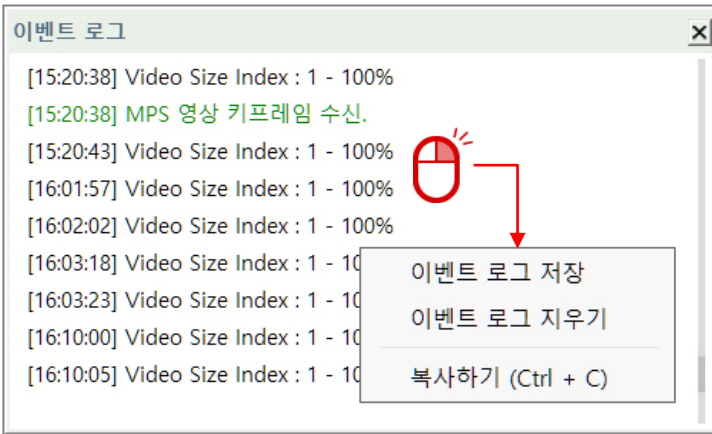 이벤트 로그
[15:20:38] Video Size Index : 1 - 100%
[15:20:38] MPS 영상 키프레임 수신.
[15:20:43] Video Size Index : 1 - 100%
[16:01:57] Video Size Index : 1 - 100%
[16:02:02] Video Size Index : 1 - 100%
[16:03:18] Video Size Index : 1 - 10
[16:03:23] Video Size Index : 1 - 10
[16:10:00] Video Size Index : 1 - 10
[16:10:05] Video Size Index : 1 - 10
이벤트 로그 저장
이벤트 로그 지우기
복사하기 (Ctrl + C)